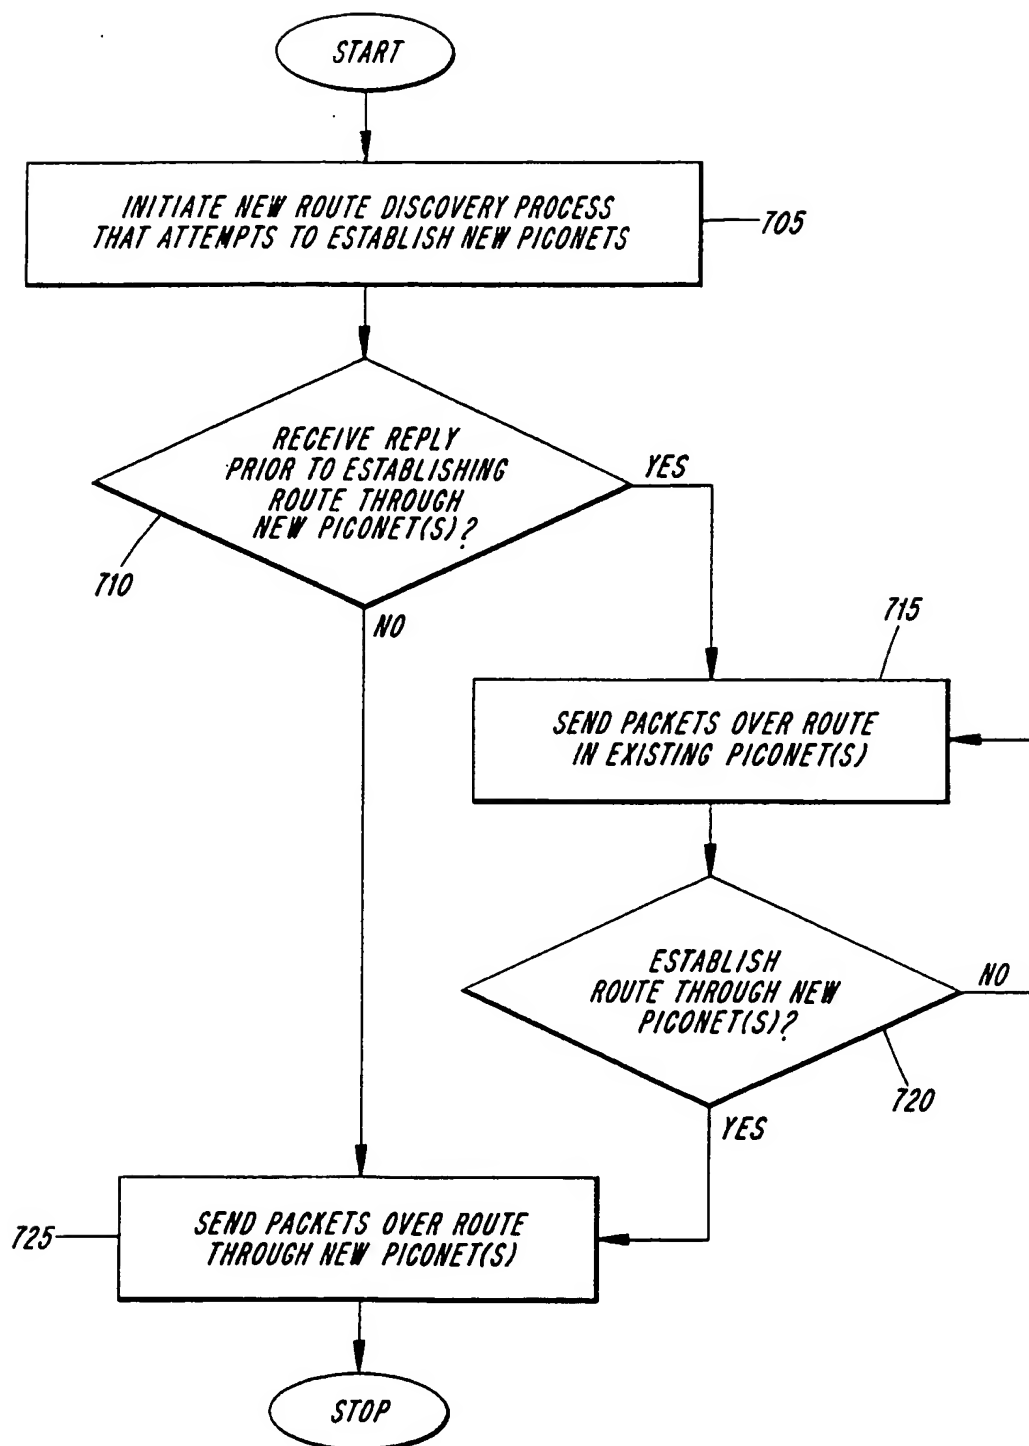 START
INITIATE NEW ROUTE DISCOVERY PROCESS
THAT ATTEMPTS TO ESTABLISH NEW PICONETS
705
RECEIVE REPLY
PRIOR TO ESTABLISHING
ROUTE THROUGH
NEW PICONET(S)?
YES
710
NO
715
SEND PACKETS OVER ROUTE
IN EXISTING PICONET(S)
ESTABLISH
ROUTE THROUGH NEW
PICONET(S)?
NO
720
YES
725
SEND PACKETS OVER ROUTE
THROUGH NEW PICONET(S)
STOP